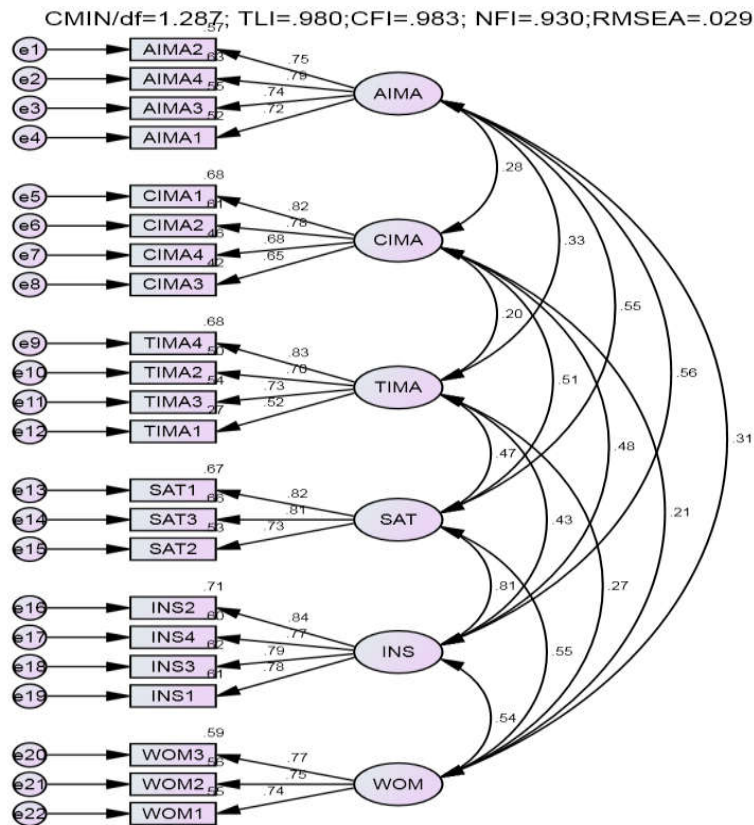 CMIN/df=1.287; TLI=.980;CFI=.983; NFI=.930;RMSEA=.029
.57
e1 AIMA2 .75
.63
e2 AIMA4 .79 AIMA
.55
e3 AIMA3 .74
.52
e4 AIMA1 .72
.28
.68
e5 CIMA1 .82
.61
e6 CIMA2 .78 CIMA .33
.46
e7 CIMA4 .68
.42
e8 CIMA3 .65
.55
.20
.68
e9 TIMA4 .83
.50
e10 TIMA2 .70 .56
.54
e11 TIMA3 .73 TIMA .51
.27
e12 TIMA1 .52
.48 .31
.47
.67
e13 SAT1 .82
.66
e14 SAT3 .81 SAT .43 .21
.53
e15 SAT2 .73
.81 .27
.71
e16 INS2 .84
.60
e17 INS4 .77 INS
.62
e18 INS3 .79 .55
.61
e19 INS1 .78
.54
.59
e20 WOM3 .77
.56
e21 WOM2 .75 WOM
.55
e22 WOM1 .74